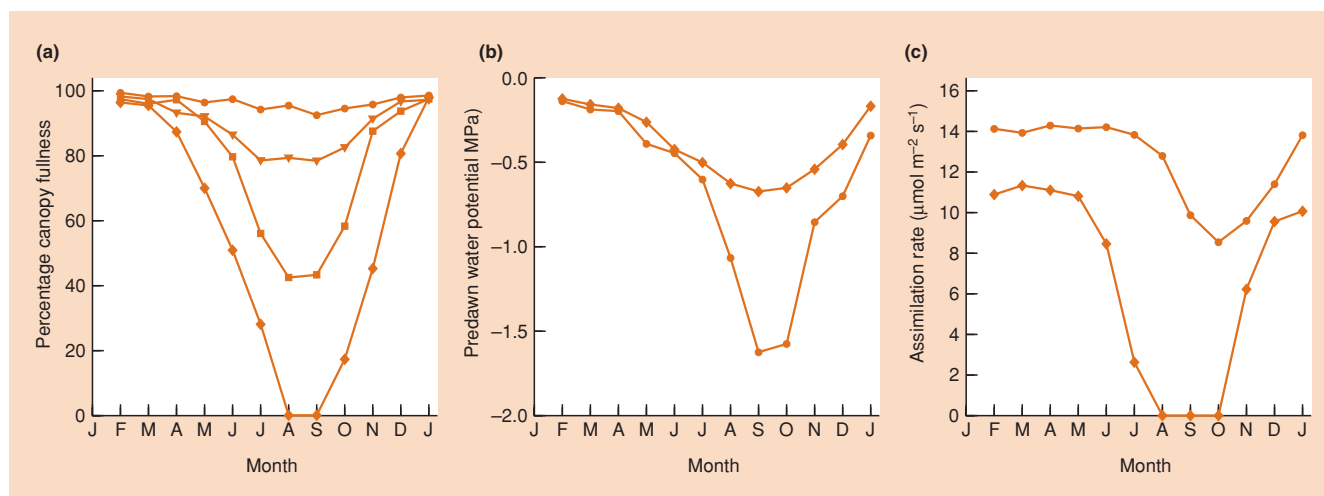 (a)
Percentage canopy fullness
100
80
60
40
20
0
J F M A M J J A S O N D J
Month
(b)
Predawn water potential MPa)
0.0
−0.5
−1.0
−1.5
−2.0
J F M A M J J A S O N D J
Month
(c)
Assimilation rate (µmol m⁻² s⁻¹)
16
14
12
10
8
6
4
2
0
J F M A M J J A S O N D J
Month